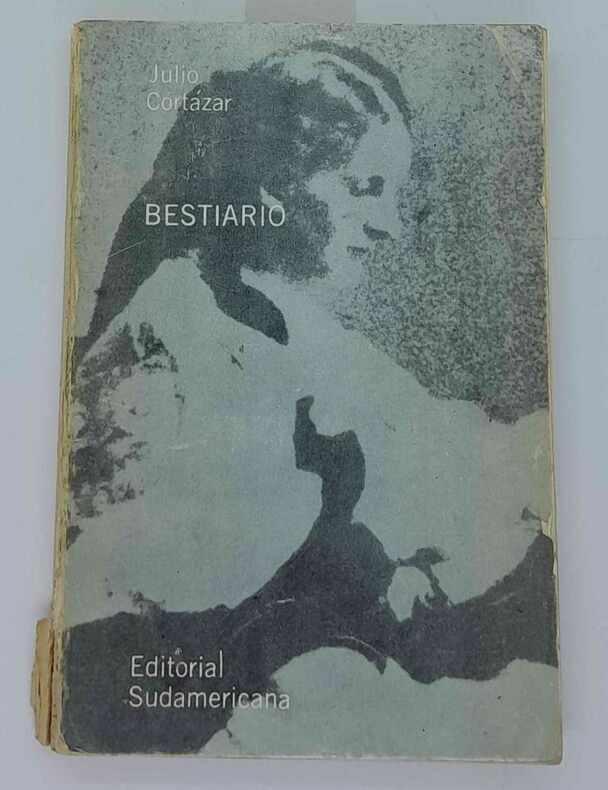 Julio
Cortázar
BESTIARIO
Editorial
Sudamericana